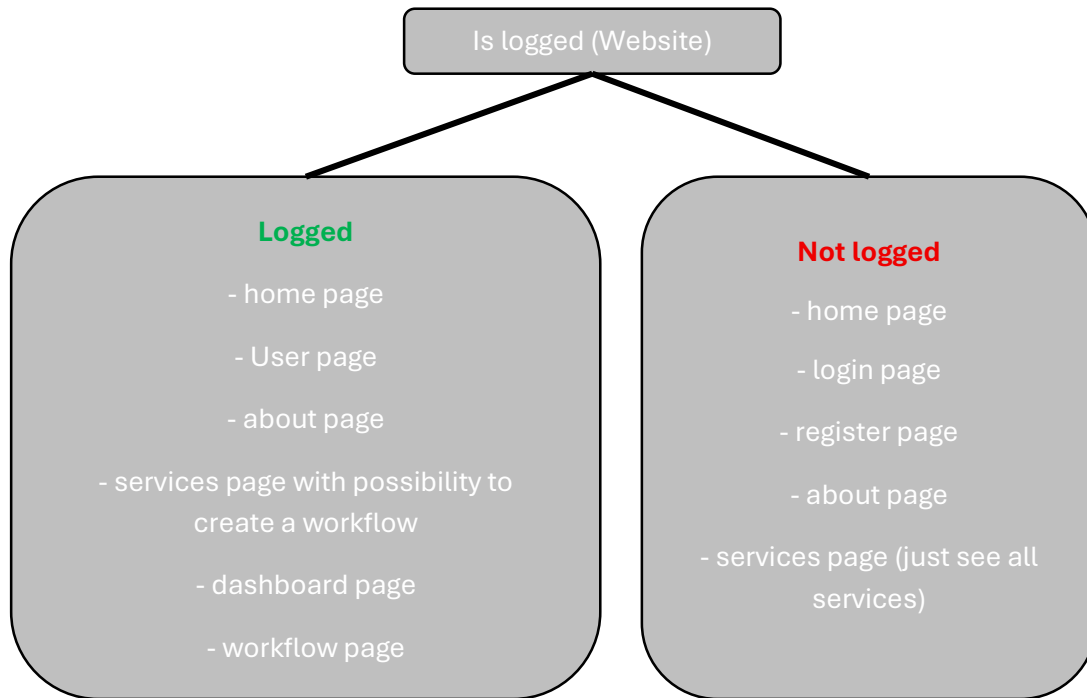 Is logged (Website)
Logged
- home page
- User page
- about page
- services page with possibility to
create a workflow
- dashboard page
- workflow page
Not logged
- home page
- login page
- register page
- about page
- services page (just see all
services)